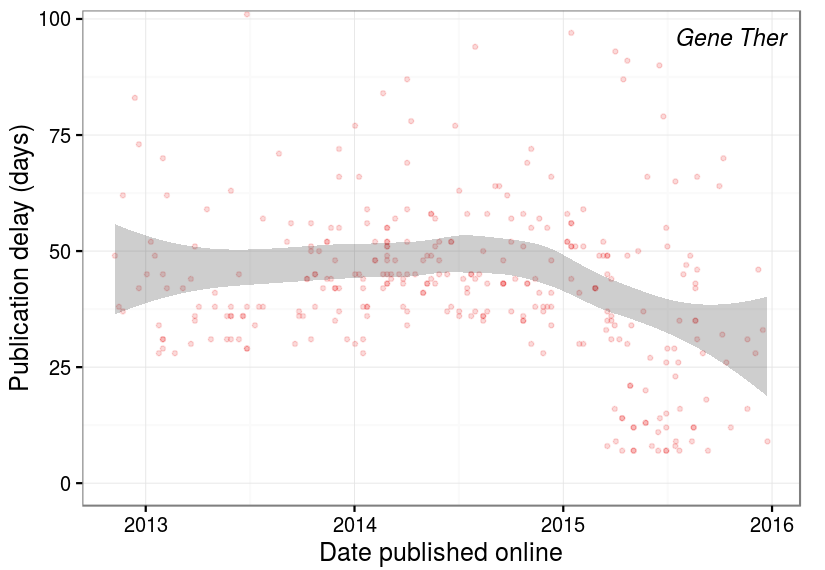 Gene Ther
Publication delay (days)
100
75
50
25
0
2013 2014 2015 2016
Date published online